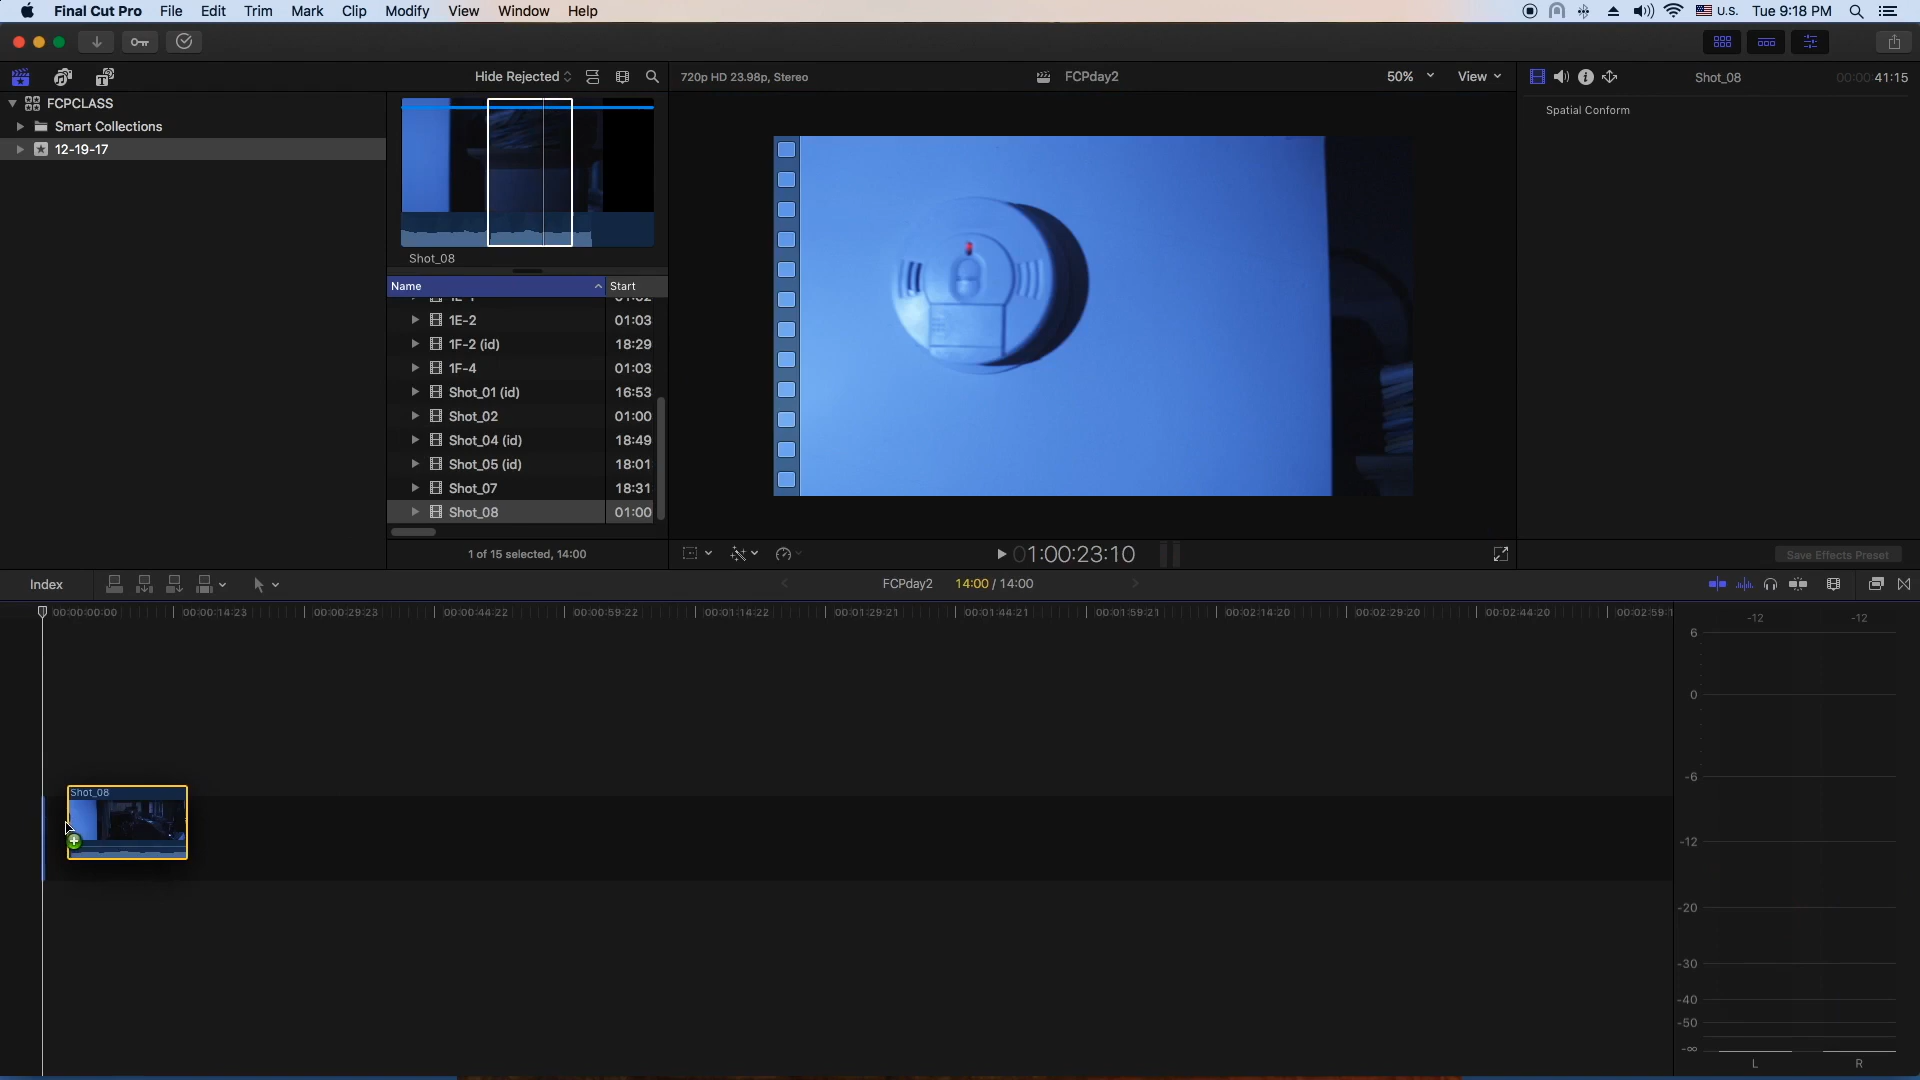 Final Cut Pro File Edit Trim Mark Clip Modify View Window Help U.S. Tue 9:18 PM
Hide Rejected 720p HD 23.98p, Stereo FCPday2 50% View Shot_08 00:00:41:15
FCPCLASS
Smart Collections
12-19-17
Spatial Conform
Shot_08
Name Start
1E-2 01:03
1F-2 (id) 18:29
1F-4 01:03
Shot_01 (id) 16:53
Shot_02 01:00
Shot_04 (id) 18:49
Shot_05 (id) 18:01
Shot_07 18:31
Shot_08 01:00
1 of 15 selected, 14:00
01:00:23:10
Save Effects Preset
Index FCPday2 14:00 / 14:00
00:00:00:00 00:00:14:23 00:00:29:23 00:00:44:22 00:00:59:22 00:01:14:22 00:01:29:21 00:01:44:21 00:01:59:21 00:02:14:20 00:02:29:20 00:02:44:20 00:02:59:1
-12 -12
6
0
-6
Shot_08
-12
-20
-30
-40
-50
-∞
L R